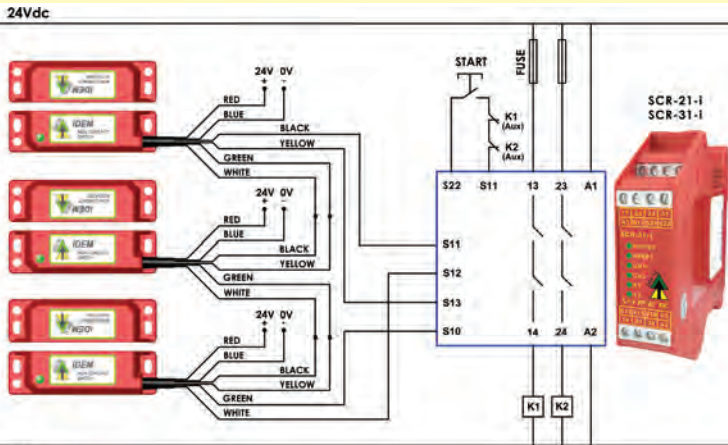 24Vdc
START
FUSE
K1
(Aux)
K2
(Aux)
SCR-21-i
SCR-31-i
24V 0V
+ -
RED
BLUE
BLACK
YELLOW
GREEN
WHITE
IDEM
24V 0V
+ -
RED
BLUE
BLACK
YELLOW
GREEN
WHITE
IDEM
24V 0V
+ -
RED
BLUE
BLACK
YELLOW
GREEN
WHITE
IDEM
S22 S11 13 23 A1
S11
S12
S13
S10
14 24 A2
K1 K2